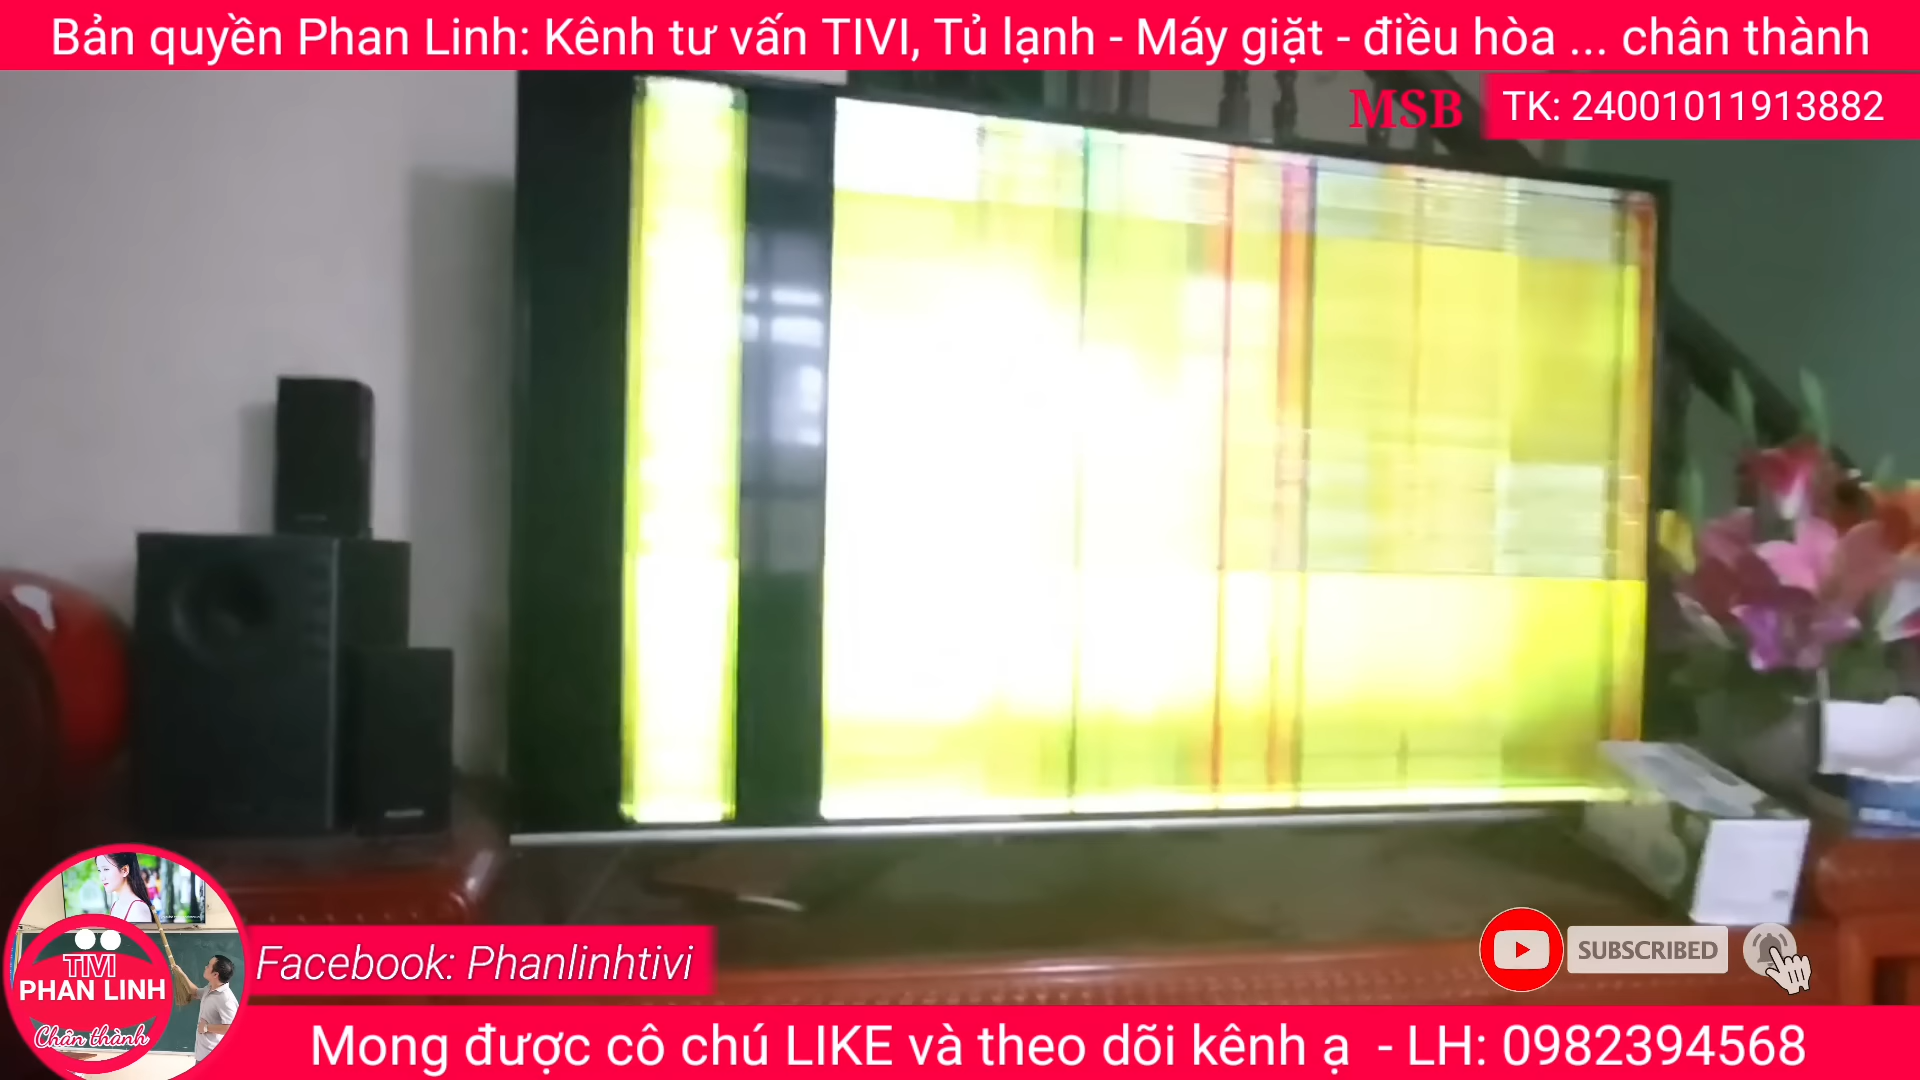 Bản quyền Phan Linh: Kênh tư vấn TIVI, Tủ lạnh - Máy giặt - điều hòa ... chân thành
MSB TK: 24001011913882
TIVI
PHAN LINH
Chân thành
Facebook: Phanlinhtivi
SUBSCRIBED
Mong được cô chú LIKE và theo dõi kênh ạ - LH: 0982394568